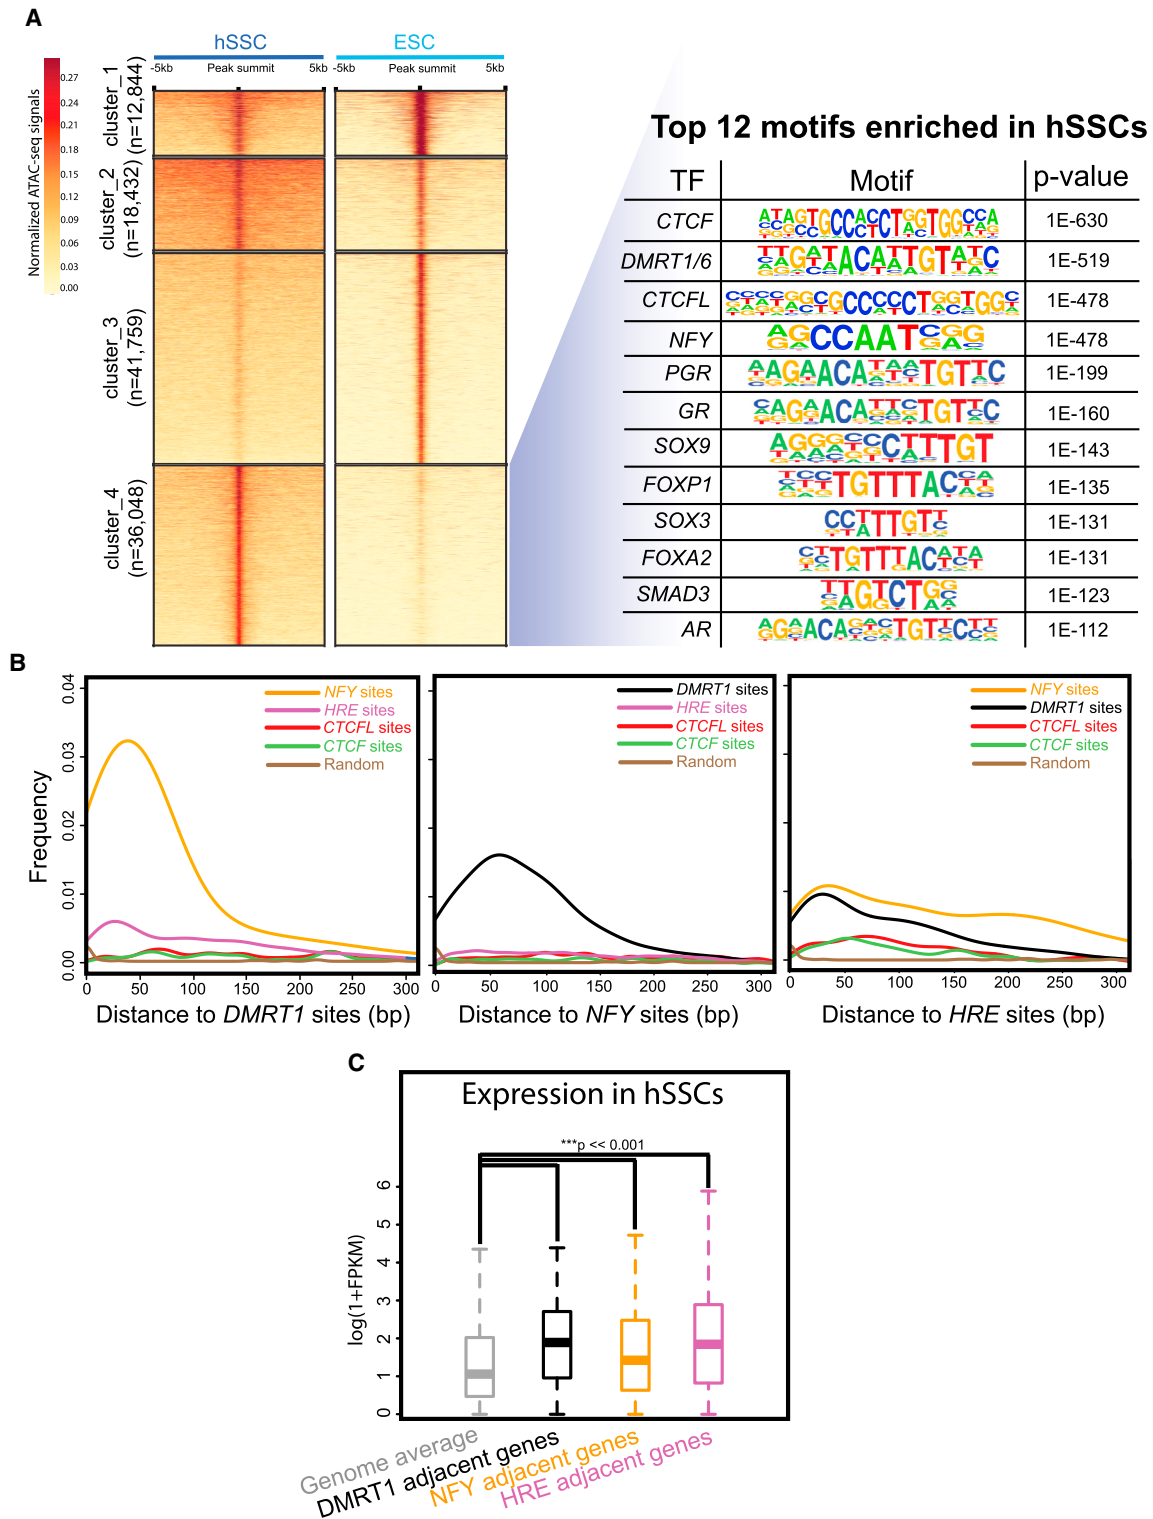 A
hSSC
ESC
-5kb Peak summit 5kb
-5kb Peak summit 5kb
Normalized ATAC-seq signals
0.27
0.24
0.21
0.18
0.15
0.12
0.09
0.06
0.03
0.00
cluster_1
(n=12,844)
cluster_2
(n=18,432)
cluster_3
(n=41,759)
cluster_4
(n=36,048)
Top 12 motifs enriched in hSSCs
TF Motif p-value
CTCF 1E-630
DMRT1/6 1E-519
CTCFL 1E-478
NFY 1E-478
PGR 1E-199
GR 1E-160
SOX9 1E-143
FOXP1 1E-135
SOX3 1E-131
FOXA2 1E-131
SMAD3 1E-123
AR 1E-112
B
Frequency
0.04
0.03
0.02
0.01
0.00
NFY sites
HRE sites
CTCFL sites
CTCF sites
Random
0 50 100 150 200 250 300
Distance to DMRT1 sites (bp)
DMRT1 sites
HRE sites
CTCFL sites
CTCF sites
Random
0 50 100 150 200 250 300
Distance to NFY sites (bp)
NFY sites
DMRT1 sites
CTCFL sites
CTCF sites
Random
0 50 100 150 200 250 300
Distance to HRE sites (bp)
C
Expression in hSSCs
***p << 0.001
log(1+FPKM)
6
5
4
3
2
1
0
Genome average
DMRT1 adjacent genes
NFY adjacent genes
HRE adjacent genes